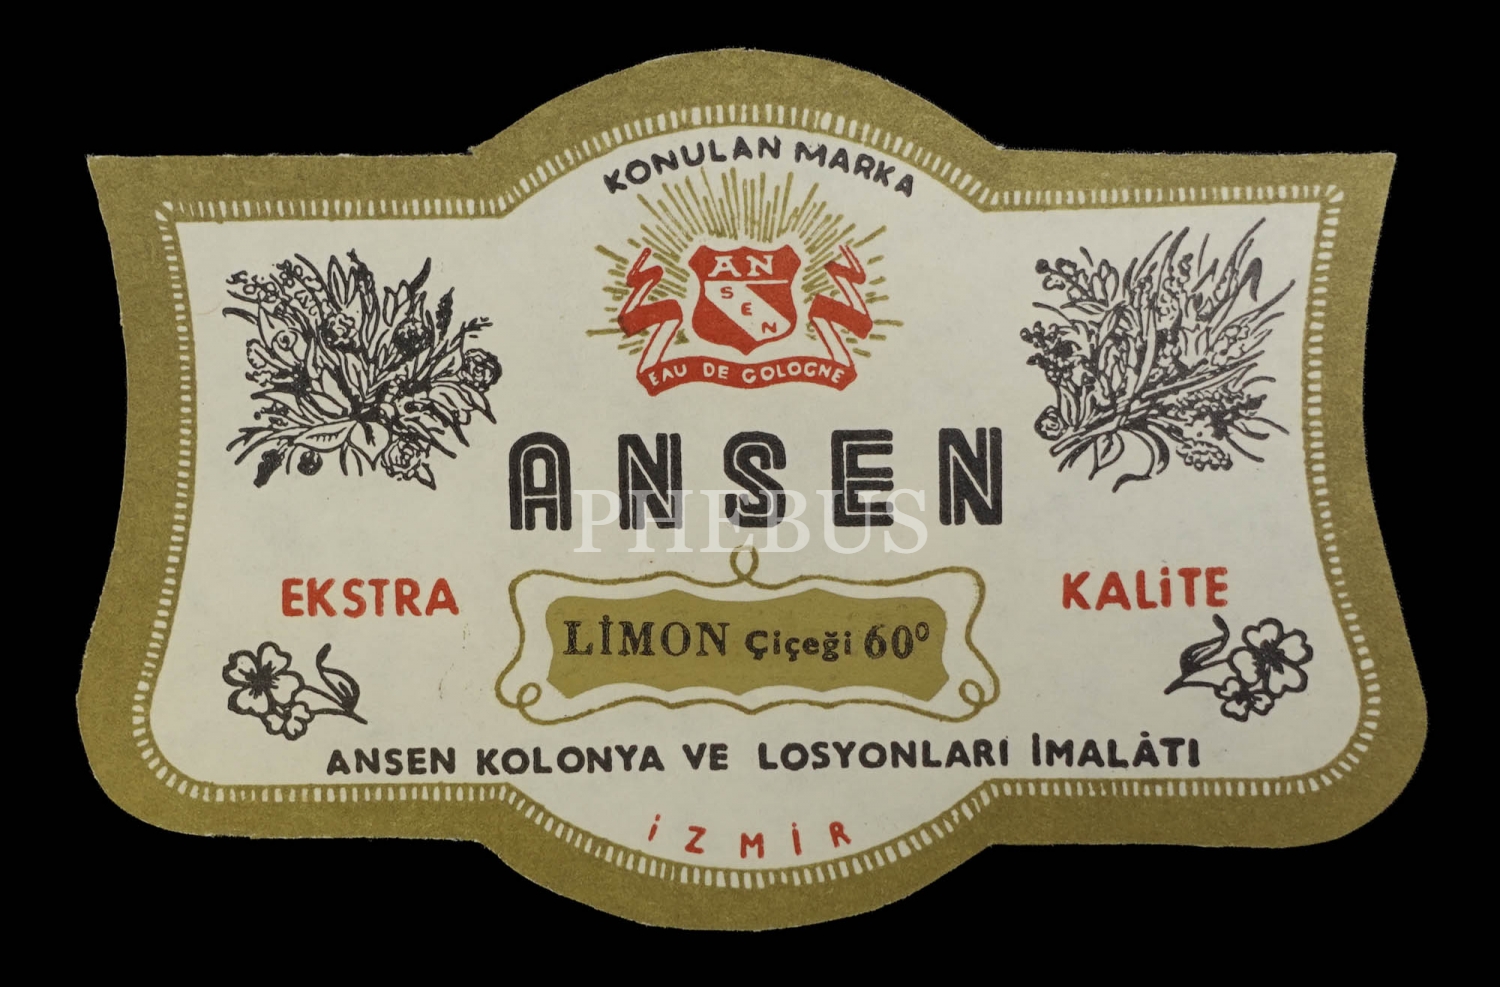 KONULAN MARKA
AN
SEN
EAU DE COLOGNE
ANSEN
PHEBUS
EKSTRA KALİTE
LİMON Çiçeği 60⁰
ANSEN KOLONYA VE LOSYONLARI İMALÂTI
İZMİR